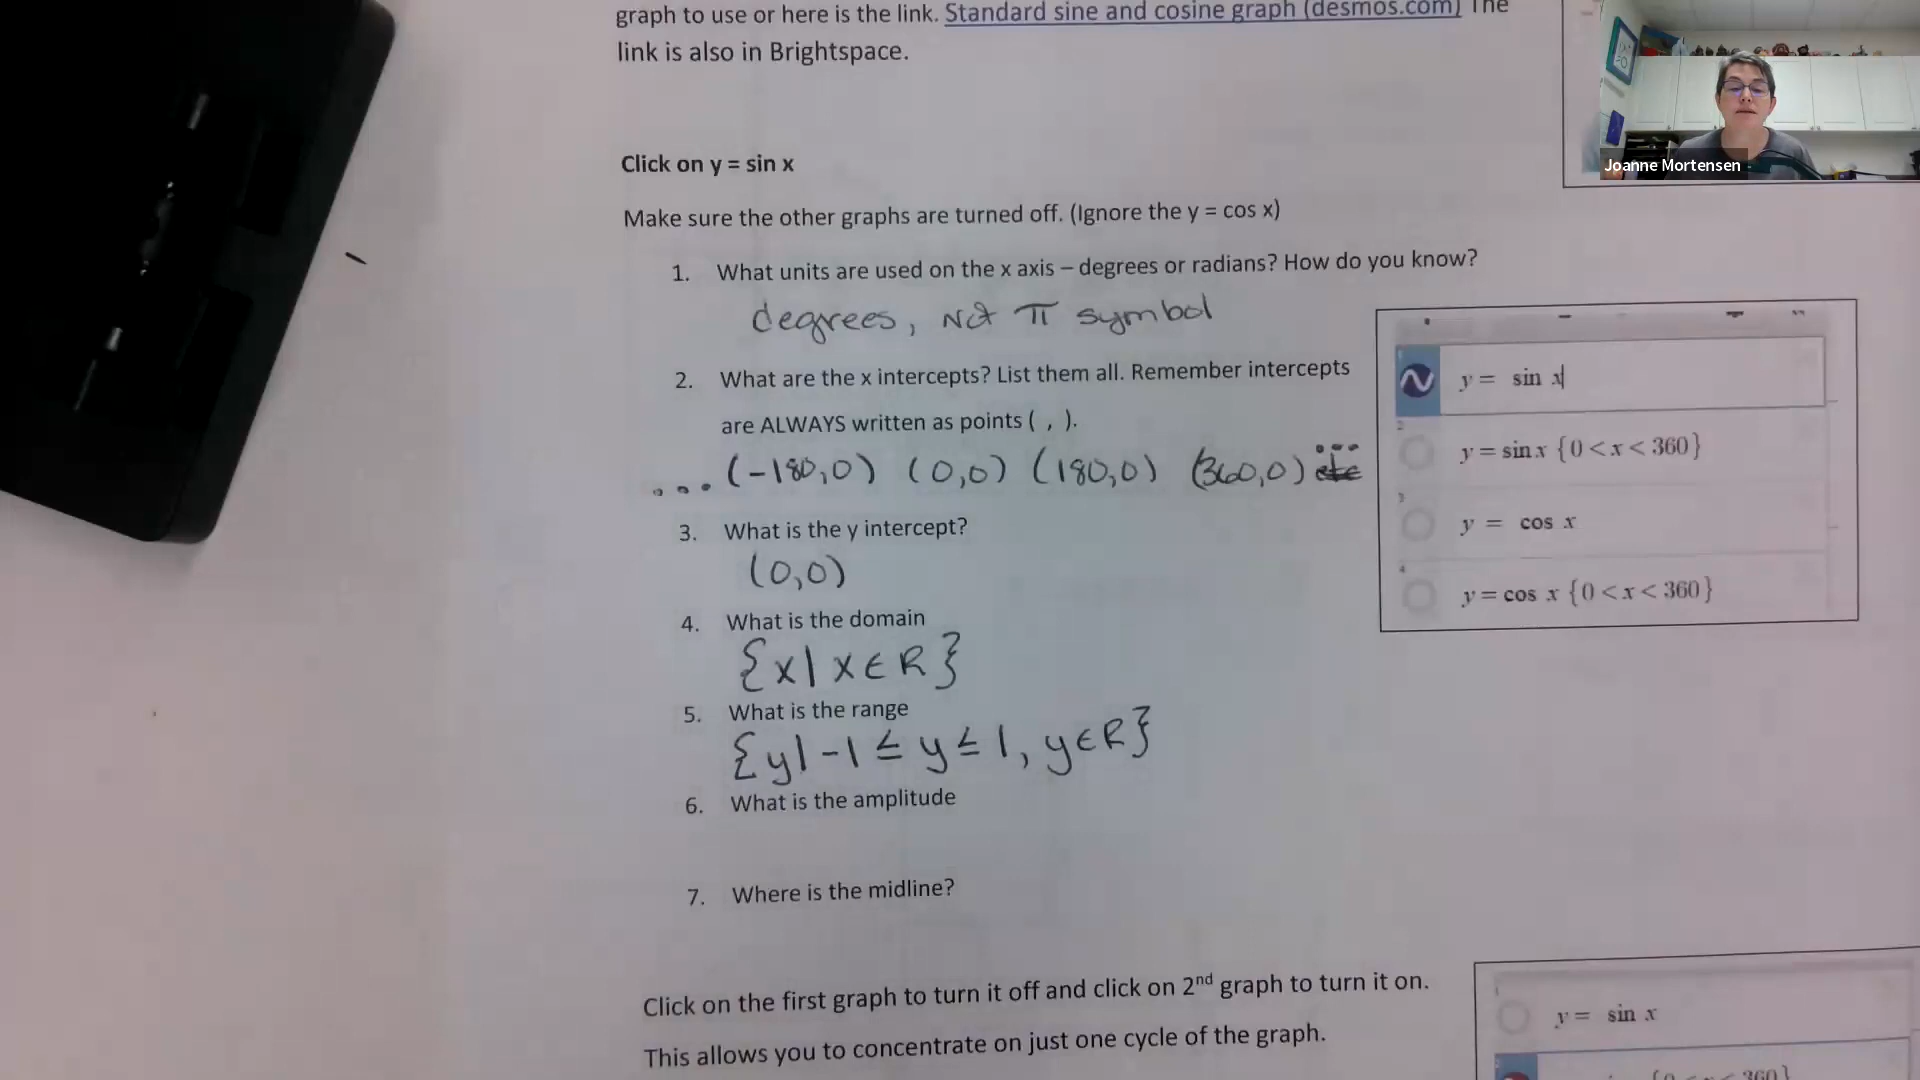 graph to use or here is the link. Standard sine and cosine graph (desmos.com) The
link is also in Brightspace.
Joanne Mortensen
Click on y = sin x
Make sure the other graphs are turned off. (Ignore the y = cos x)
1. What units are used on the x axis – degrees or radians? How do you know?
degrees, not π symbol
2. What are the x intercepts? List them all. Remember intercepts
are ALWAYS written as points ( , ).
... (-180,0) (0,0) (180,0) (360,0) ...
3. What is the y intercept?
(0,0)
4. What is the domain
{x| x∈R}
5. What is the range
{y| -1 ≤ y ≤ 1, y∈R}
6. What is the amplitude
7. Where is the midline?
y = sin x
2
y = sin x {0 < x < 360}
3
y = cos x
4
y = cos x {0 < x < 360}
Click on the first graph to turn it off and click on 2nd graph to turn it on.
This allows you to concentrate on just one cycle of the graph.
y = sin x